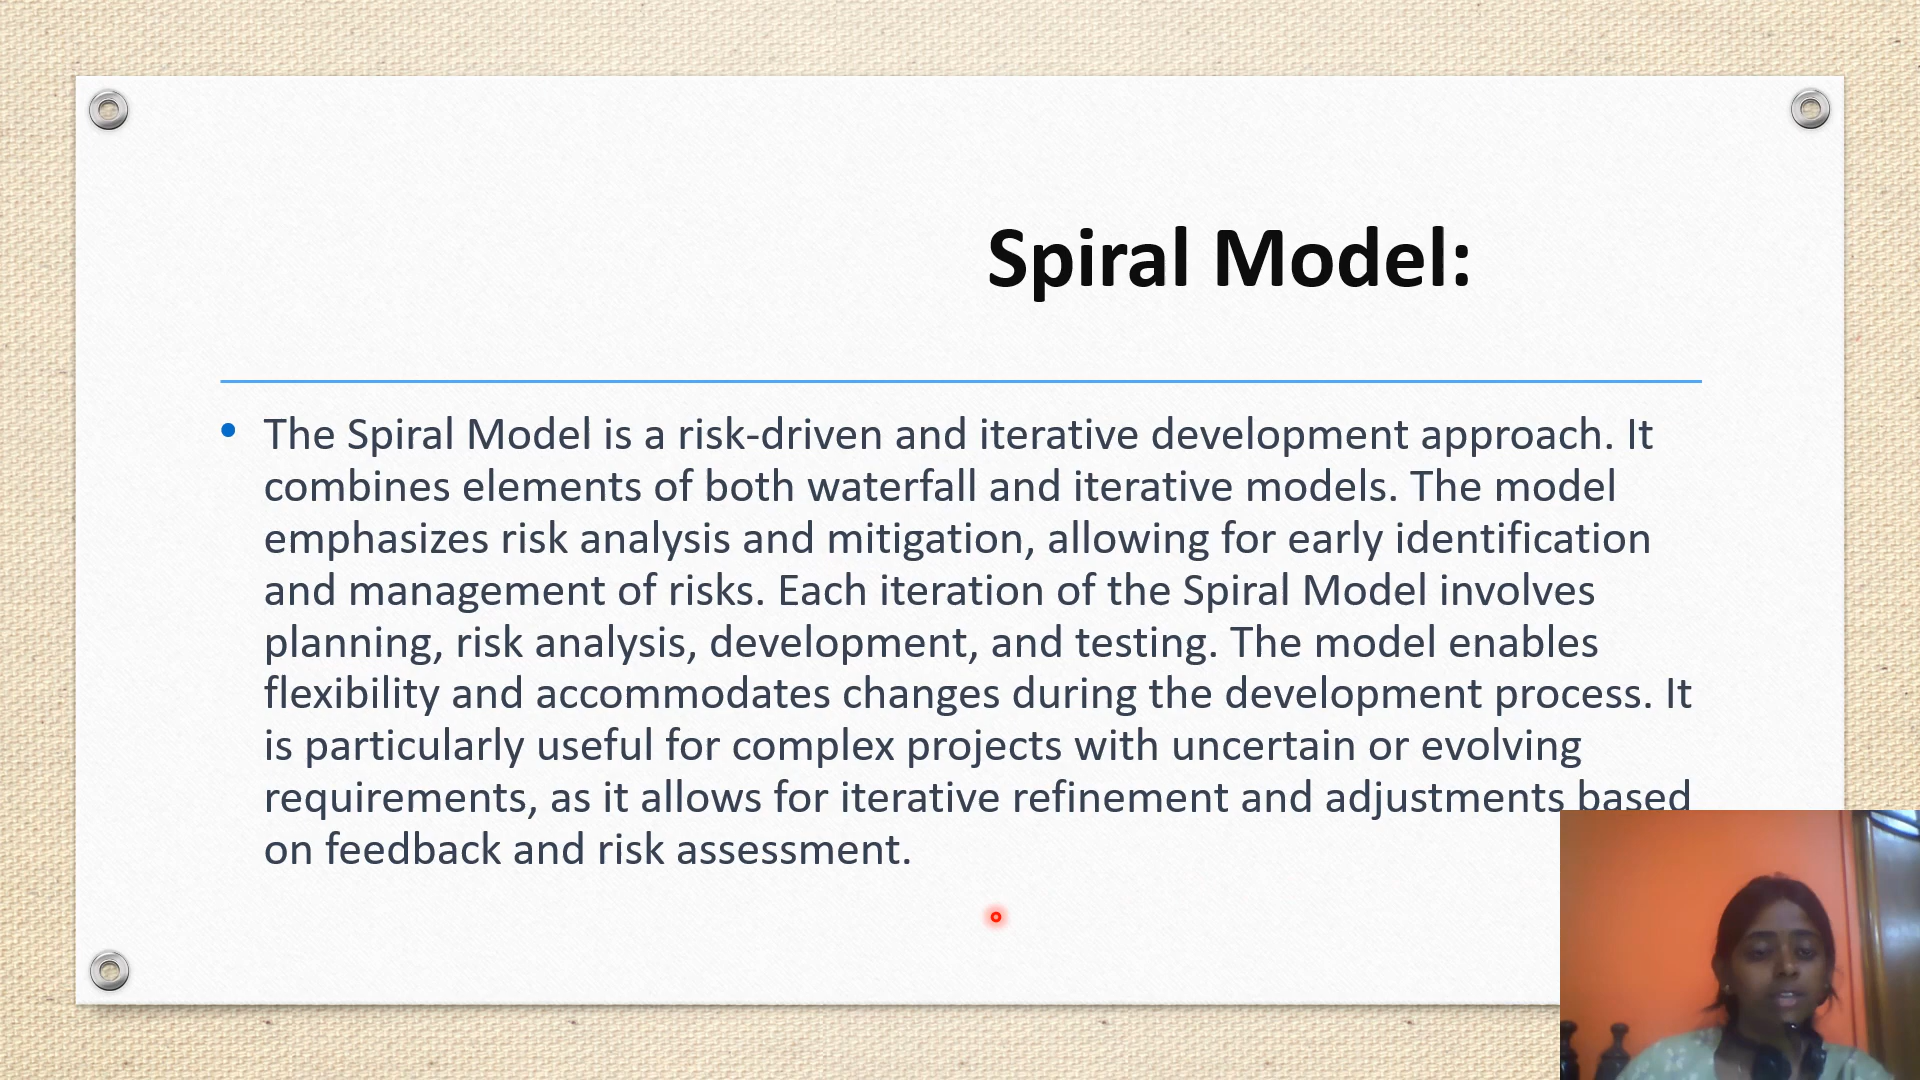 Spiral Model:
• The Spiral Model is a risk-driven and iterative development approach. It
combines elements of both waterfall and iterative models. The model
emphasizes risk analysis and mitigation, allowing for early identification
and management of risks. Each iteration of the Spiral Model involves
planning, risk analysis, development, and testing. The model enables
flexibility and accommodates changes during the development process. It
is particularly useful for complex projects with uncertain or evolving
requirements, as it allows for iterative refinement and adjustments based
on feedback and risk assessment.